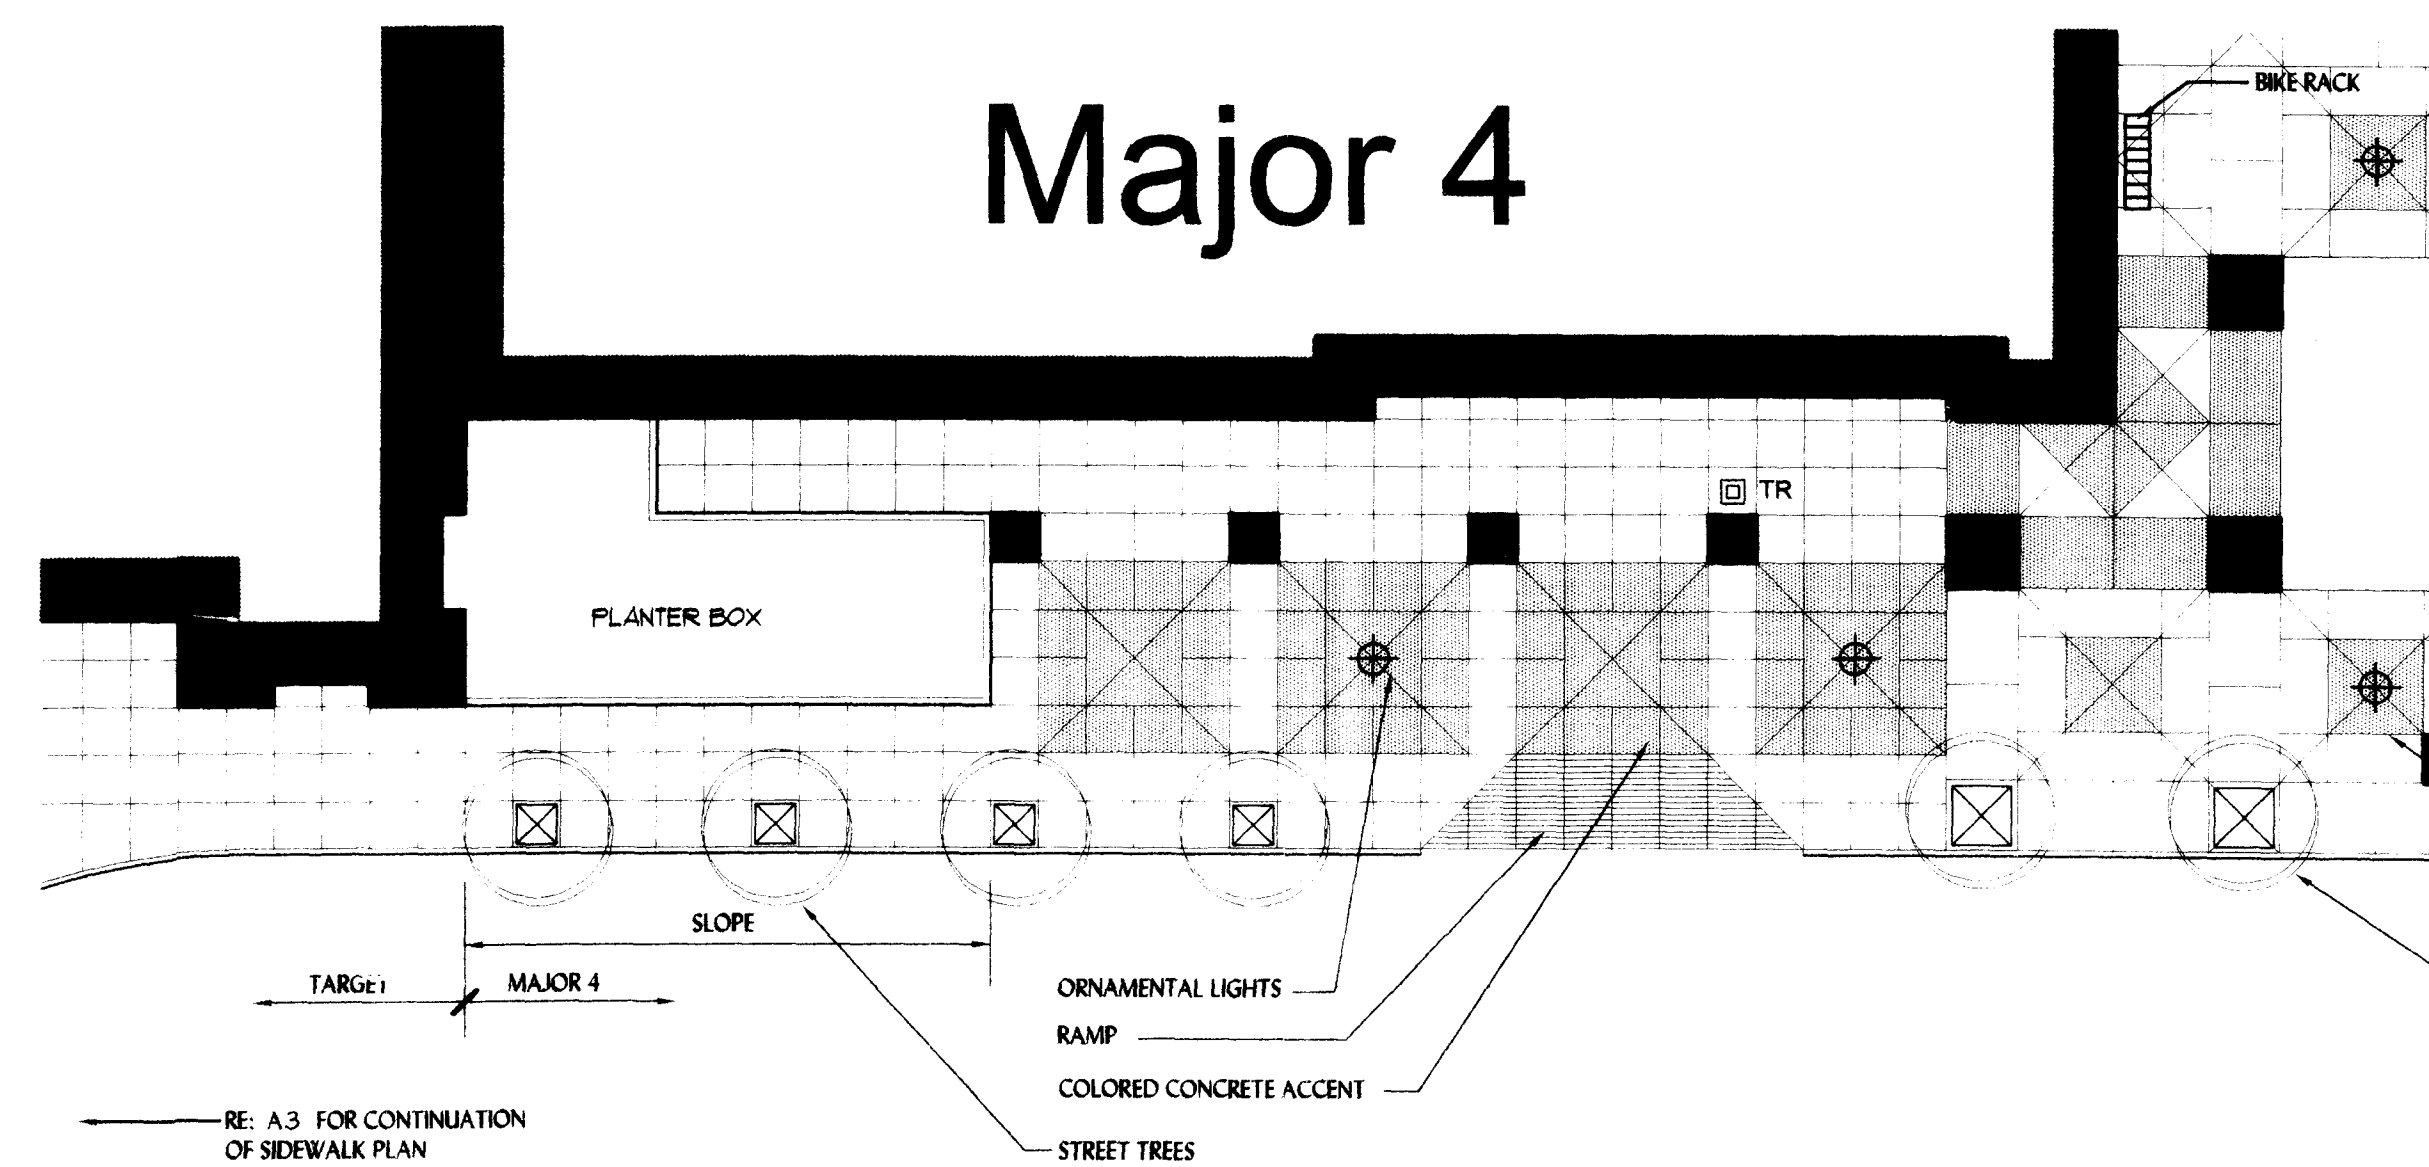 BIKE RACK
Major 4
TR
PLANTER BOX
SLOPE
TARGET
MAJOR 4
ORNAMENTAL LIGHTS
RAMP
COLORED CONCRETE ACCENT
RE: A3 FOR CONTINUATION
OF SIDEWALK PLAN
STREET TREES